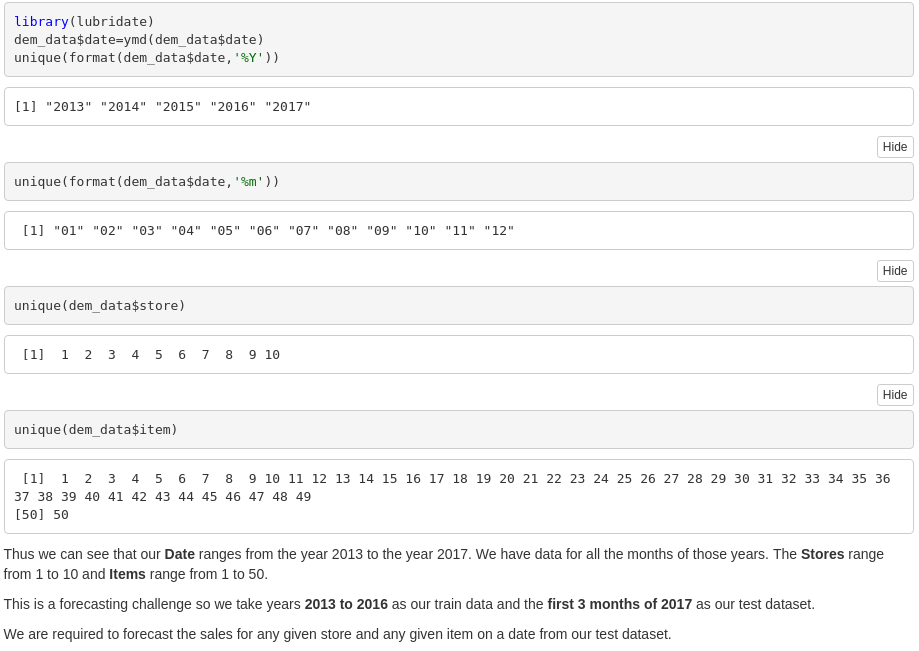 library(lubridate)
dem_data$date=ymd(dem_data$date)
unique(format(dem_data$date,'%Y'))
[1] "2013" "2014" "2015" "2016" "2017"
Hide
unique(format(dem_data$date,'%m'))
[1] "01" "02" "03" "04" "05" "06" "07" "08" "09" "10" "11" "12"
Hide
unique(dem_data$store)
[1]  1  2  3  4  5  6  7  8  9 10
Hide
unique(dem_data$item)
[1]  1  2  3  4  5  6  7  8  9 10 11 12 13 14 15 16 17 18 19 20 21 22 23 24 25 26 27 28 29 30 31 32 33 34 35 36
37 38 39 40 41 42 43 44 45 46 47 48 49
[50] 50
Thus we can see that our Date ranges from the year 2013 to the year 2017. We have data for all the months of those years. The Stores range
from 1 to 10 and Items range from 1 to 50.
This is a forecasting challenge so we take years 2013 to 2016 as our train data and the first 3 months of 2017 as our test dataset.
We are required to forecast the sales for any given store and any given item on a date from our test dataset.